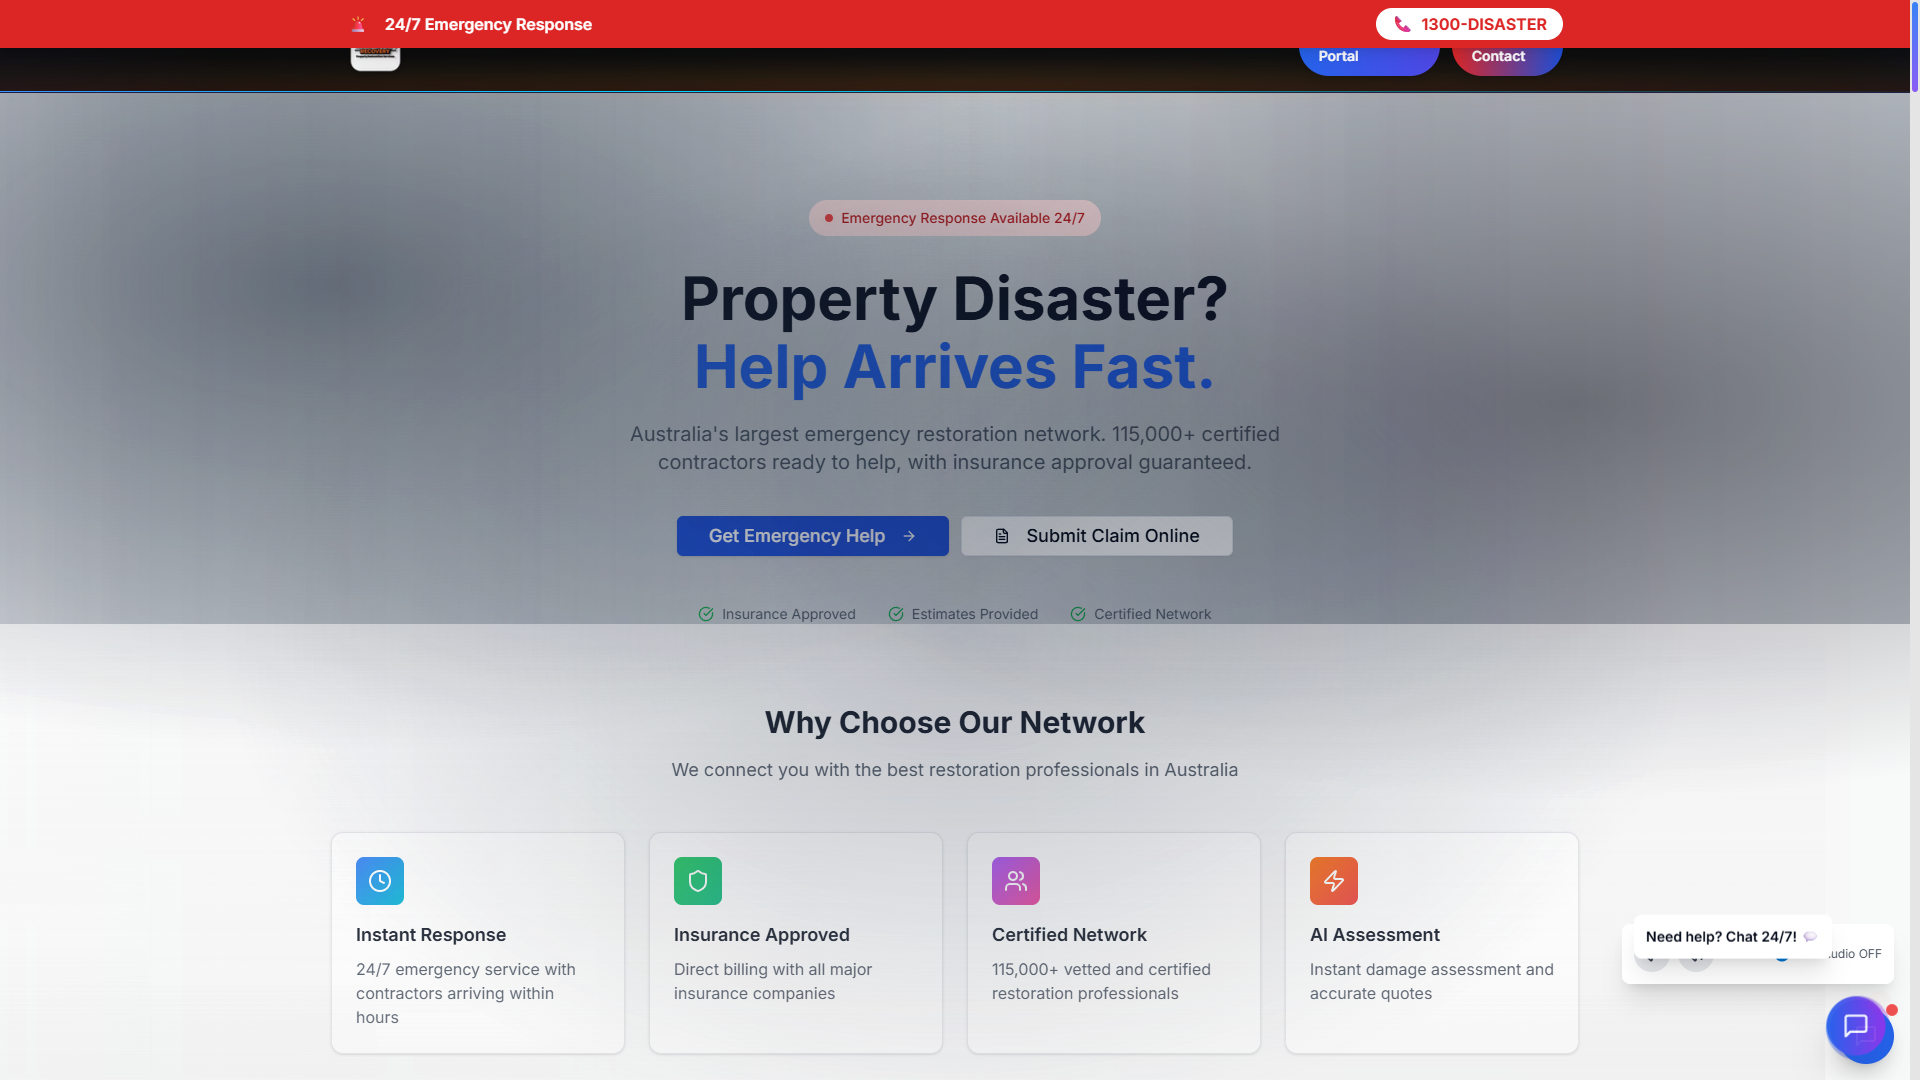 24/7 Emergency Response
1300-DISASTER
Portal
Contact
Emergency Response Available 24/7
Property Disaster?
Help Arrives Fast.
Australia's largest emergency restoration network. 115,000+ certified
contractors ready to help, with insurance approval guaranteed.
Get Emergency Help
Submit Claim Online
Insurance Approved
Estimates Provided
Certified Network
Why Choose Our Network
We connect you with the best restoration professionals in Australia
Instant Response
24/7 emergency service with
contractors arriving within
hours
Insurance Approved
Direct billing with all major
insurance companies
Certified Network
115,000+ vetted and certified
restoration professionals
AI Assessment
Instant damage assessment and
accurate quotes
Need help? Chat 24/7!
OFF